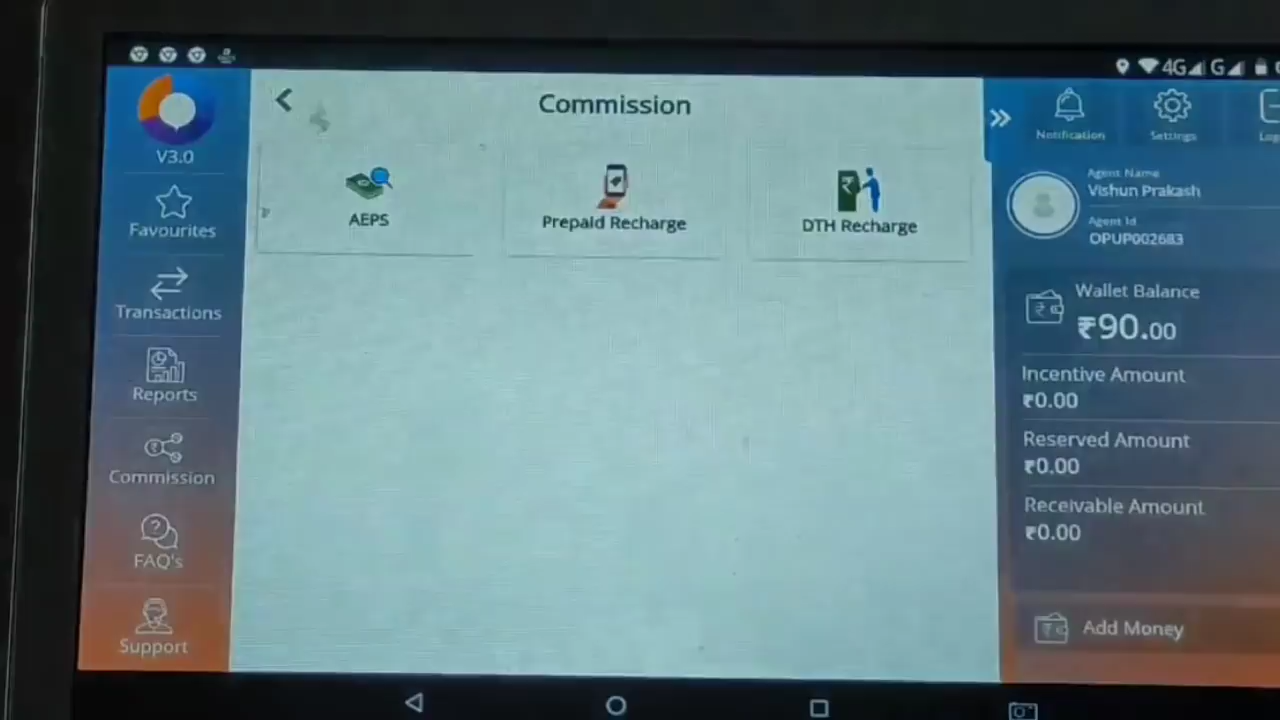 4G
G
V3.0
Favourites
Transactions
Reports
Commission
FAQ's
Support
Commission
AEPS
Prepaid Recharge
DTH Recharge
Notification
Settings
Agent Name
Vishun Prakash
Agent Id
OPUP002683
Wallet Balance
₹90.00
Incentive Amount
₹0.00
Reserved Amount
₹0.00
Receivable Amount
₹0.00
Add Money